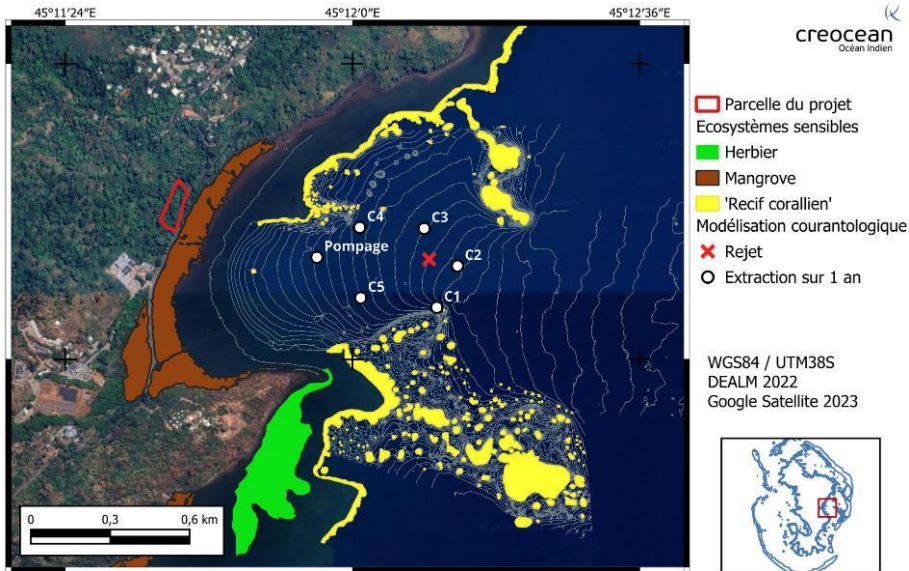 45°11'24"E
45°12'0"E
45°12'36"E
creocean
Océan Indien
Parcelle du projet
Ecosystèmes sensibles
Herbier
Mangrove
'Recif corallien'
Modélisation courantologique
Rejet
Extraction sur 1 an
C4
C3
Pompage
C2
C5
C1
WGS84 / UTM38S
DEALM 2022
Google Satellite 2023
0
0,3
0,6 km